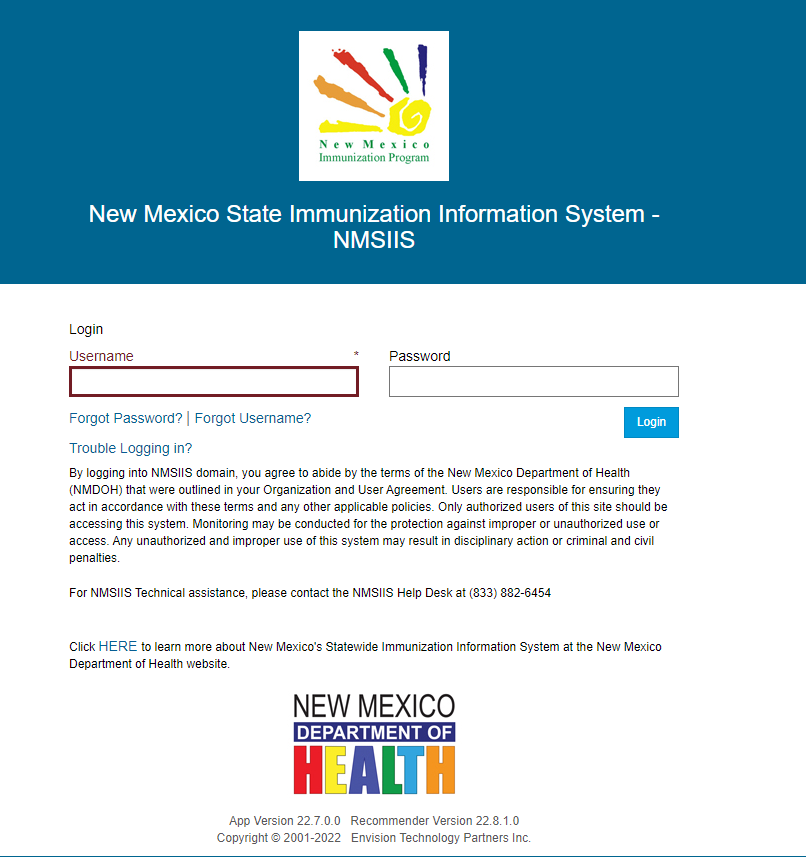 New Mexico
Immunization Program
New Mexico State Immunization Information System -
NMSIIS
Login
Username *
Password
Forgot Password? | Forgot Username?
Login
Trouble Logging in?
By logging into NMSIIS domain, you agree to abide by the terms of the New Mexico Department of Health
(NMDOH) that were outlined in your Organization and User Agreement. Users are responsible for ensuring they
act in accordance with these terms and any other applicable policies. Only authorized users of this site should be
accessing this system. Monitoring may be conducted for the protection against improper or unauthorized use or
access. Any unauthorized and improper use of this system may result in disciplinary action or criminal and civil
penalties.
For NMSIIS Technical assistance, please contact the NMSIIS Help Desk at (833) 882-6454
Click HERE to learn more about New Mexico's Statewide Immunization Information System at the New Mexico
Department of Health website.
NEW MEXICO
DEPARTMENT OF
HEALTH
App Version 22.7.0.0 Recommender Version 22.8.1.0
Copyright © 2001-2022 Envision Technology Partners Inc.